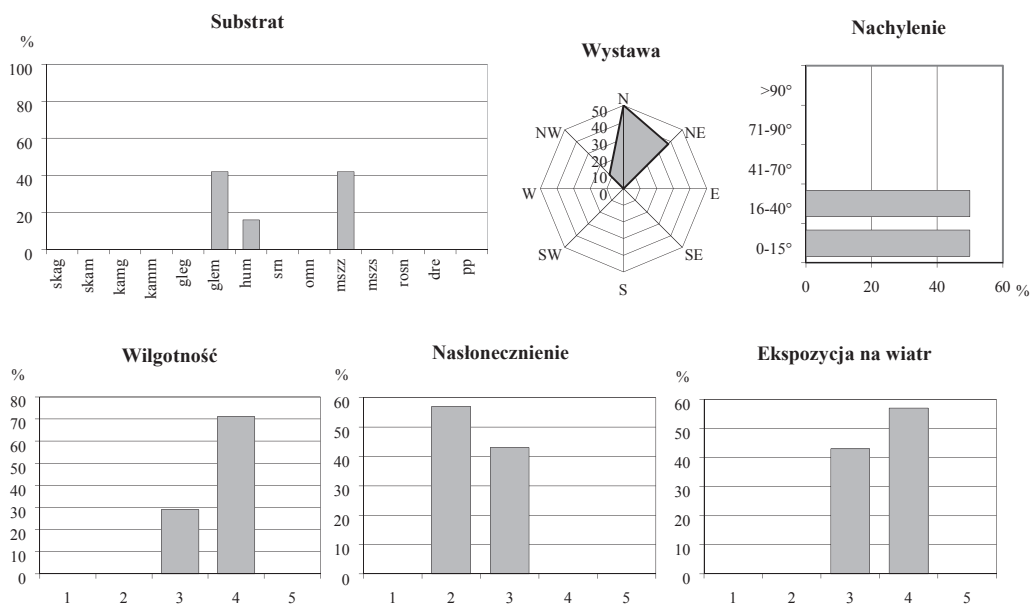 Substrat
%
100
80
60
40
20
0
skag
skam
kamg
kamm
gleg
glem
hum
srn
omn
mszz
mszs
rosn
dre
pp
Wystawa
N
NE
E
SE
S
SW
W
NW
50
40
30
20
10
0
Nachylenie
>90°
71-90°
41-70°
16-40°
0-15°
0 20 40 60 %
Wilgotność
%
80
70
60
50
40
30
20
10
0
1 2 3 4 5
Nasłonecznienie
%
60
50
40
30
20
10
0
1 2 3 4 5
Ekspozycja na wiatr
%
60
50
40
30
20
10
0
1 2 3 4 5